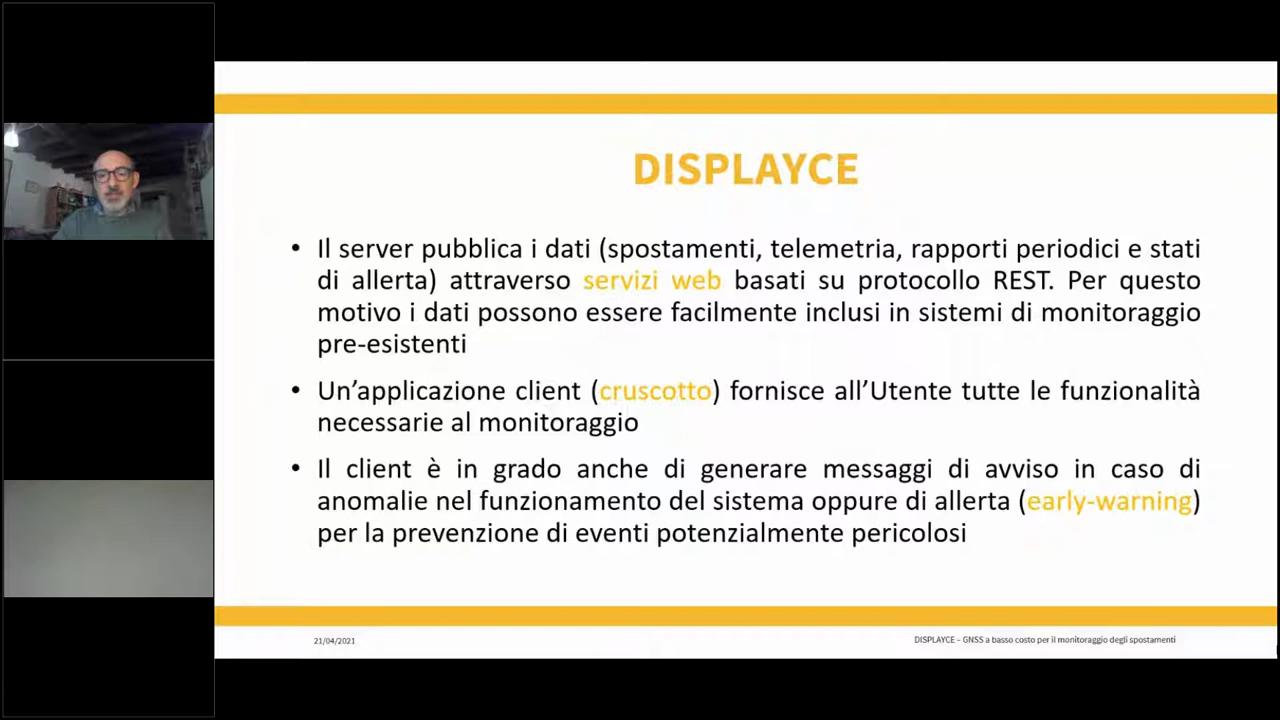 DISPLAYCE
• Il server pubblica i dati (spostamenti, telemetria, rapporti periodici e stati
di allerta) attraverso servizi web basati su protocollo REST. Per questo
motivo i dati possono essere facilmente inclusi in sistemi di monitoraggio
pre-esistenti
• Un’applicazione client (cruscotto) fornisce all’Utente tutte le funzionalità
necessarie al monitoraggio
• Il client è in grado anche di generare messaggi di avviso in caso di
anomalie nel funzionamento del sistema oppure di allerta (early-warning)
per la prevenzione di eventi potenzialmente pericolosi
21/04/2021
DISPLAYCE – GNSS a basso costo per il monitoraggio degli spostamenti